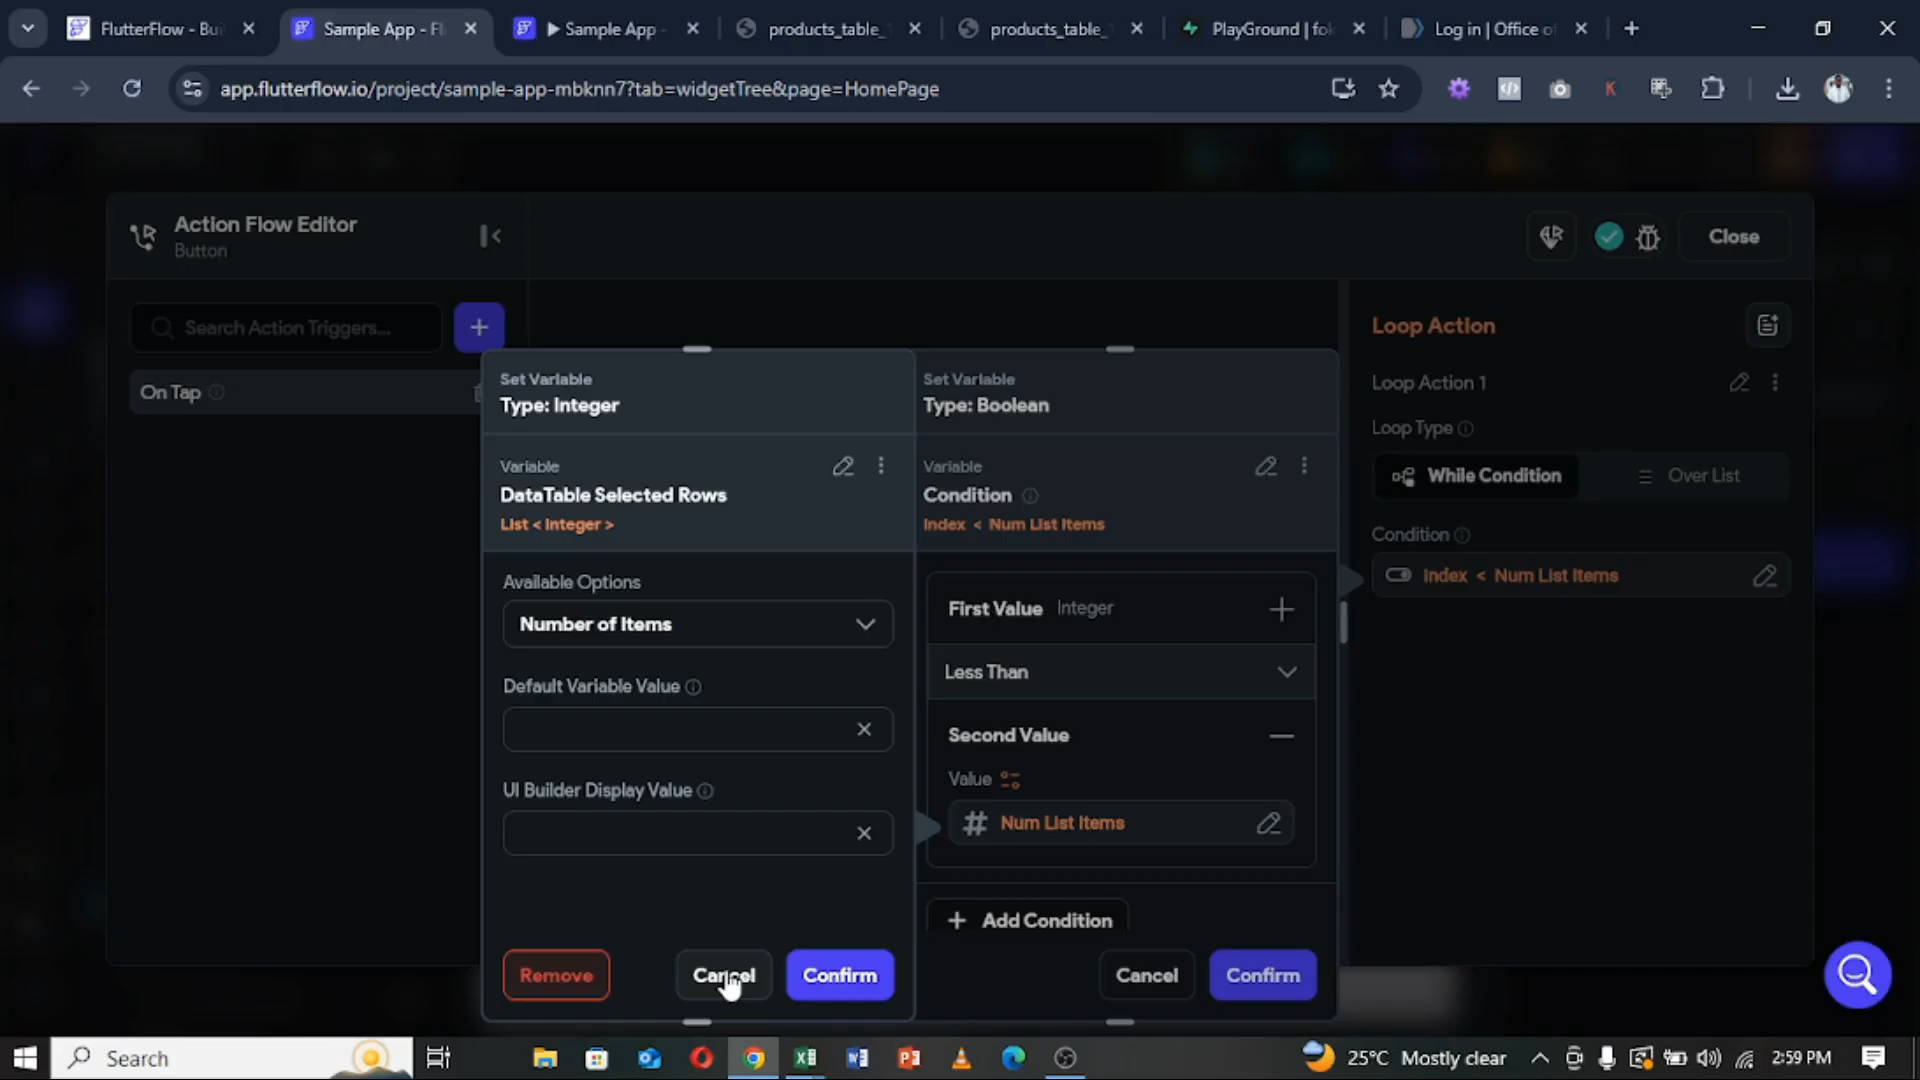 FlutterFlow - Bui
Sample App - Fl
Sample App -
products_table_
products_table_
PlayGround | fok
Log in | Office of
app.flutterflow.io/project/sample-app-mbknn7?tab=widgetTree&page=HomePage
K
Action Flow Editor
Button
Close
Search Action Triggers...
On Tap
Set Variable
Type: Integer
Variable
DataTable Selected Rows
List < Integer >
Available Options
Number of Items
Default Variable Value
UI Builder Display Value
Remove
Cancel
Confirm
Set Variable
Type: Boolean
Variable
Condition
Index < Num List Items
First Value Integer
Less Than
Second Value
Value
Num List Items
Add Condition
Cancel
Confirm
Loop Action
Loop Action 1
Loop Type
While Condition
Over List
Condition
Index < Num List Items
Search
25°C Mostly clear
2:59 PM